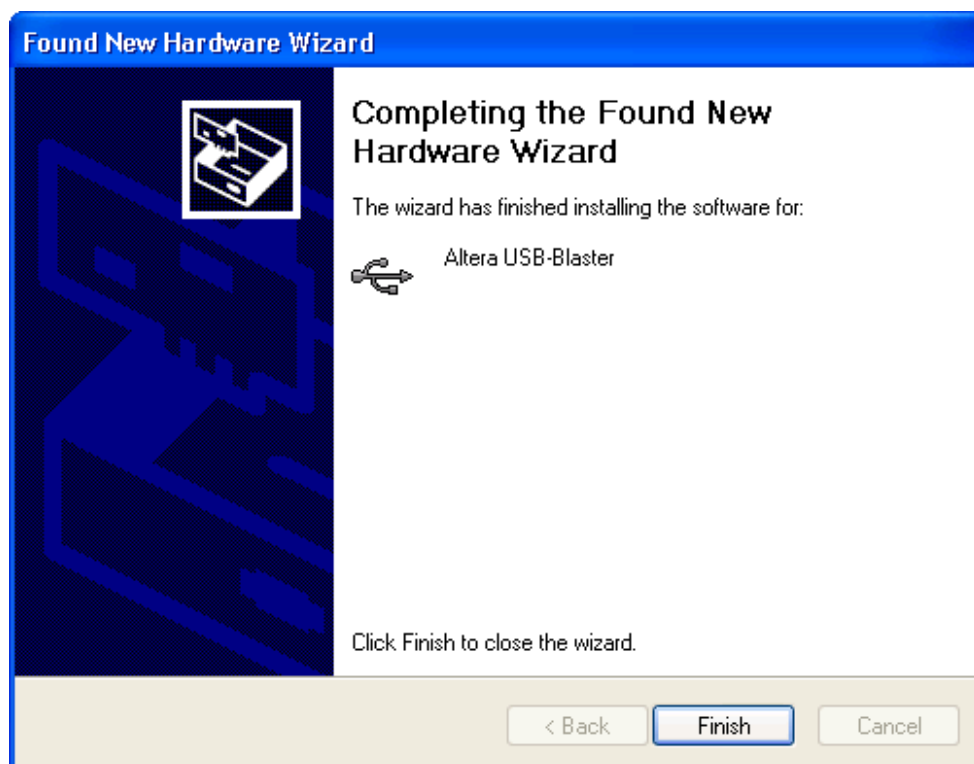 Found New Hardware Wizard
Completing the Found New
Hardware Wizard
The wizard has finished installing the software for:
Altera USB-Blaster
Click Finish to close the wizard.
< Back Finish Cancel